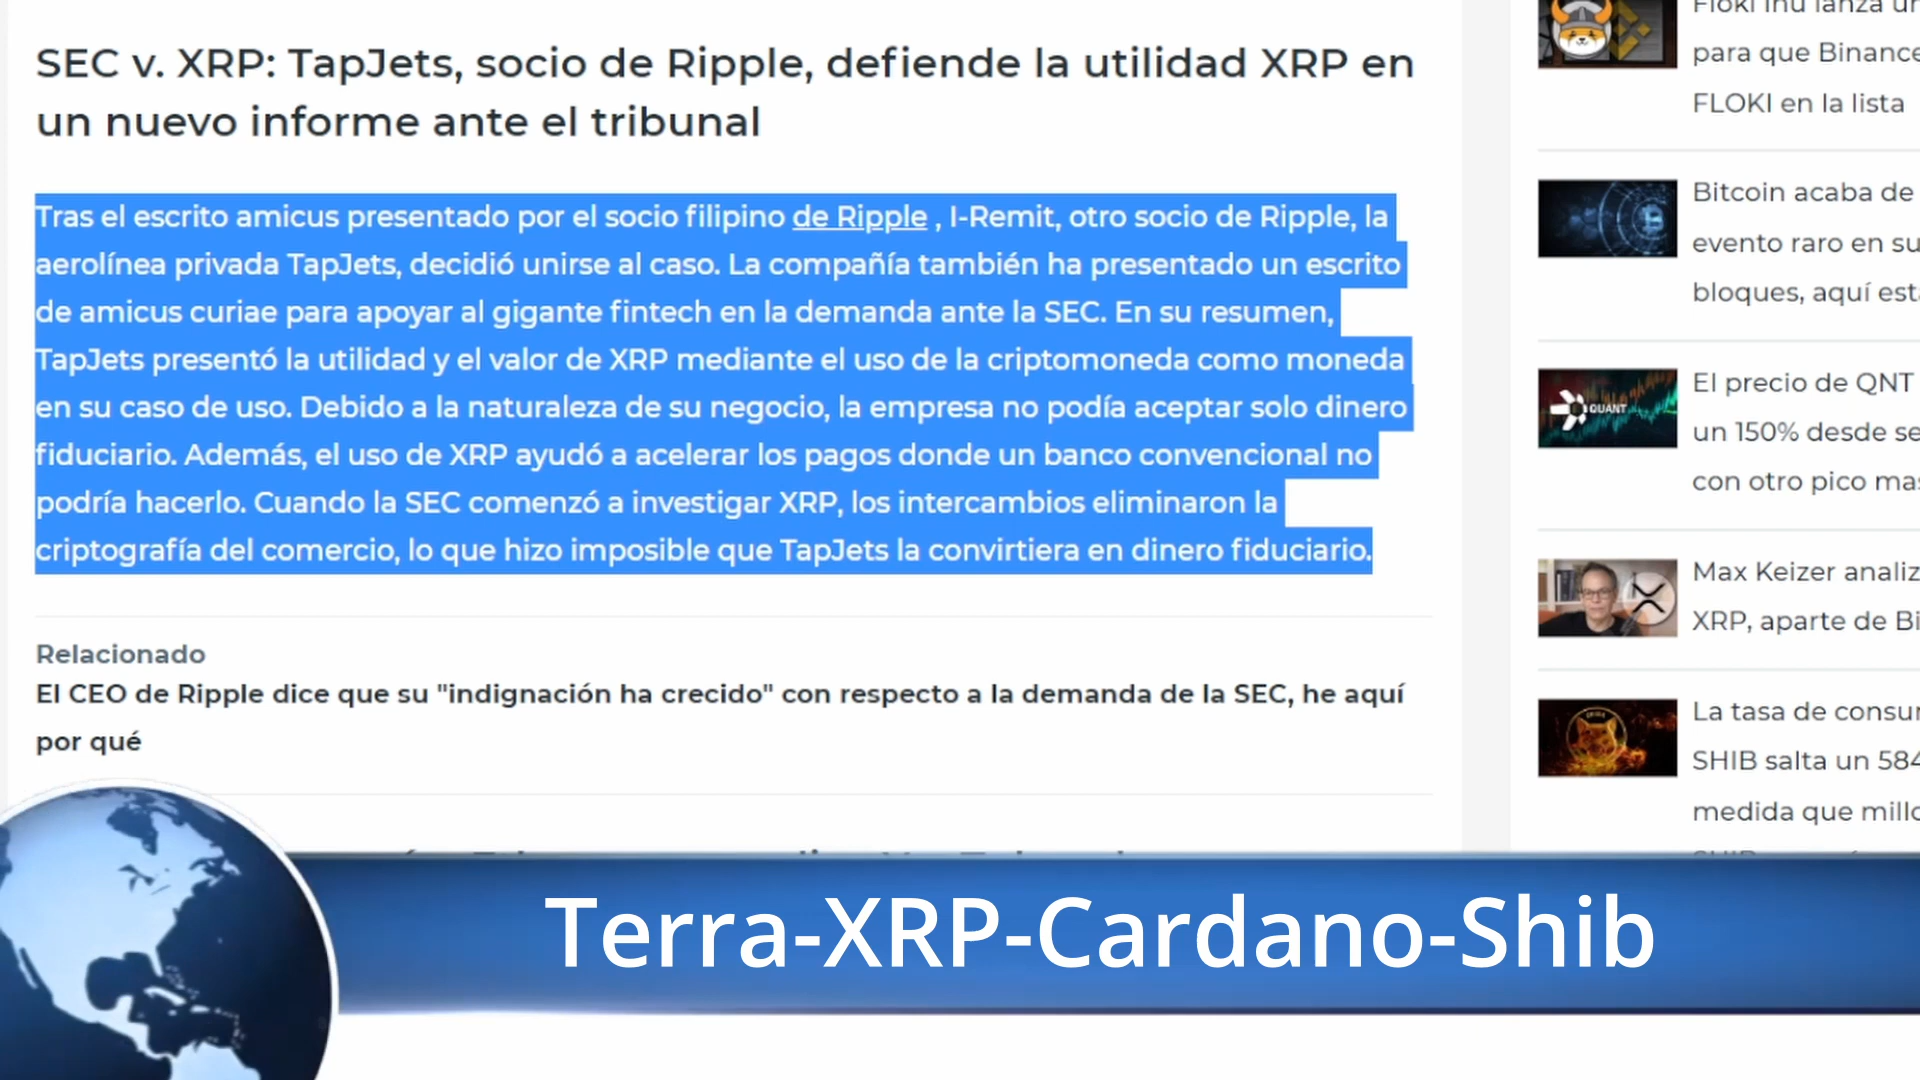 SEC v. XRP: TapJets, socio de Ripple, defiende la utilidad XRP en
un nuevo informe ante el tribunal
Tras el escrito amicus presentado por el socio filipino de Ripple , I-Remit, otro socio de Ripple, la
aerolínea privada TapJets, decidió unirse al caso. La compañía también ha presentado un escrito
de amicus curiae para apoyar al gigante fintech en la demanda ante la SEC. En su resumen,
TapJets presentó la utilidad y el valor de XRP mediante el uso de la criptomoneda como moneda
en su caso de uso. Debido a la naturaleza de su negocio, la empresa no podía aceptar solo dinero
fiduciario. Además, el uso de XRP ayudó a acelerar los pagos donde un banco convencional no
podría hacerlo. Cuando la SEC comenzó a investigar XRP, los intercambios eliminaron la
criptografía del comercio, lo que hizo imposible que TapJets la convirtiera en dinero fiduciario.
Relacionado
El CEO de Ripple dice que su "indignación ha crecido" con respecto a la demanda de la SEC, he aquí
por qué
Floki Inu lanza
para que Binance
FLOKI en la lista
Bitcoin acaba de
evento raro en su
bloques, aquí
QUANT
El precio de QNT
un 150% desde
con otro pico
Max Keizer
XRP, aparte de
La tasa de
SHIB salta un 584
medida que
Terra-XRP-Cardano-Shib